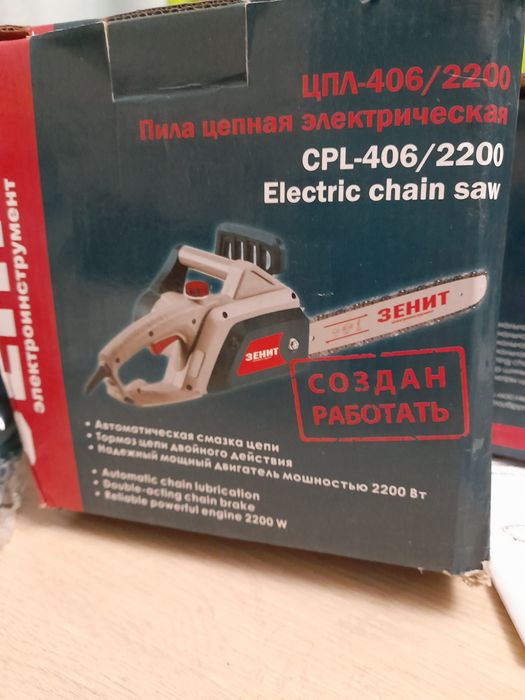 ЦПЛ-406/2200
Пила цепная электрическая
CPL-406/2200
Electric chain saw
электроинструмент
ЗЕНИТ
ЗЕНИТ
СОЗДАН
РАБОТАТЬ
• Автоматическая смазка цепи
• Тормоз цепи двойного действия
• Надежный мощный двигатель мощностью 2200 Вт
• Automatic chain lubrication
• Double-acting chain brake
• Reliable powerful engine 2200 W